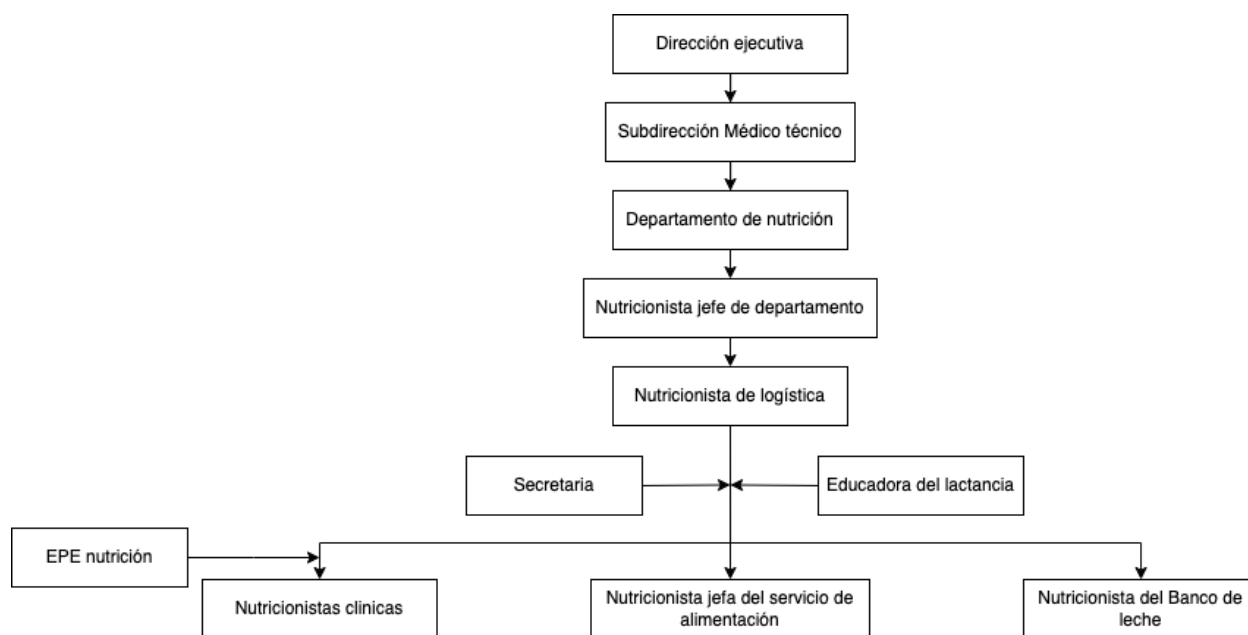 Dirección ejecutiva
Subdirección Médico técnico
Departamento de nutrición
Nutricionista jefe de departamento
Nutricionista de logística
Secretaria
Educadora del lactancia
EPE nutrición
Nutricionistas clinicas
Nutricionista jefa del servicio de
alimentación
Nutricionista del Banco de
leche